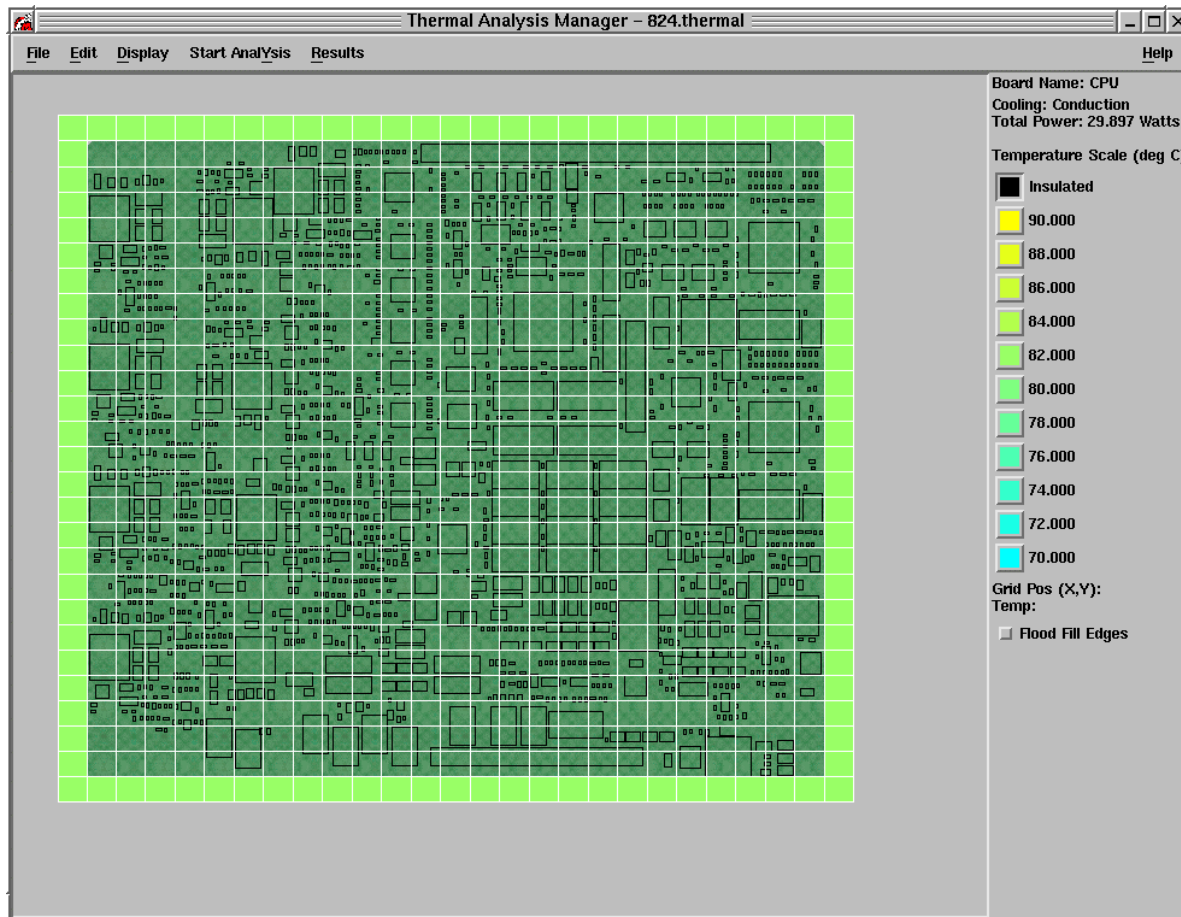 Thermal Analysis Manager – 824.thermal
File Edit Display Start AnalYsis Results Help
Board Name: CPU
Cooling: Conduction
Total Power: 29.897 Watts
Temperature Scale (deg C
Insulated
90.000
88.000
86.000
84.000
82.000
80.000
78.000
76.000
74.000
72.000
70.000
Grid Pos (X,Y):
Temp:
Flood Fill Edges